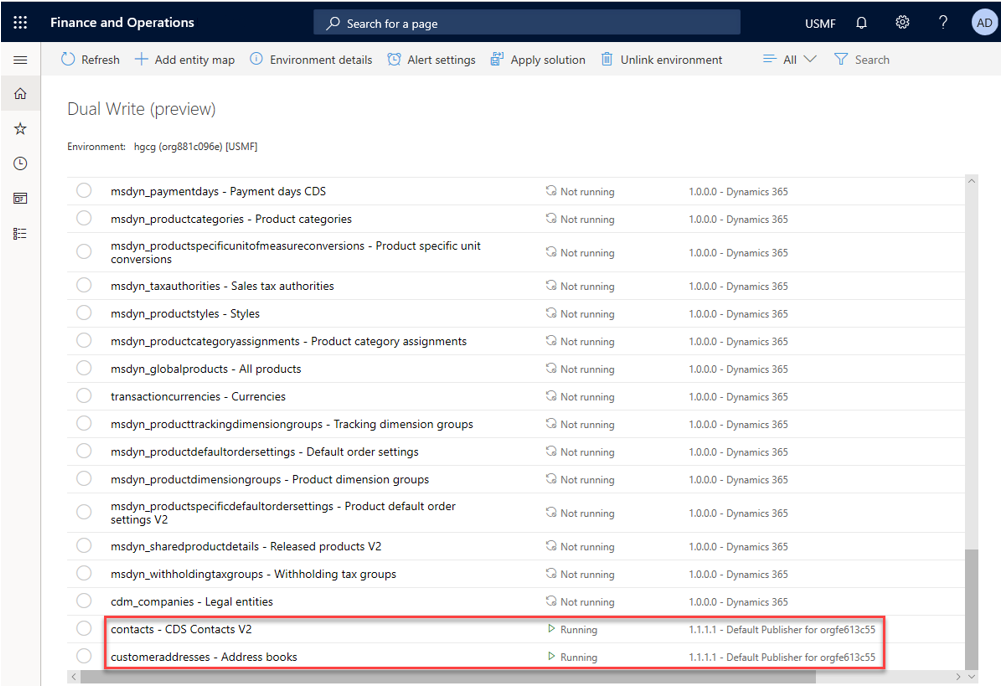 Finance and Operations
Search for a page
USMF
?
AD
Refresh
Add entity map
Environment details
Alert settings
Apply solution
Unlink environment
All
Search
Dual Write (preview)
Environment: hgcg (org881c096e) [USMF]
msdyn_paymentdays - Payment days CDS Not running 1.0.0.0 - Dynamics 365
msdyn_productcategories - Product categories Not running 1.0.0.0 - Dynamics 365
msdyn_productspecificunitofmeasureconversions - Product specific unit
conversions Not running 1.0.0.0 - Dynamics 365
msdyn_taxauthorities - Sales tax authorities Not running 1.0.0.0 - Dynamics 365
msdyn_productstyles - Styles Not running 1.0.0.0 - Dynamics 365
msdyn_productcategoryassignments - Product category assignments Not running 1.0.0.0 - Dynamics 365
msdyn_globalproducts - All products Not running 1.0.0.0 - Dynamics 365
transactioncurrencies - Currencies Not running 1.0.0.0 - Dynamics 365
msdyn_producttrackingdimensiongroups - Tracking dimension groups Not running 1.0.0.0 - Dynamics 365
msdyn_productdefaultordersettings - Default order settings Not running 1.0.0.0 - Dynamics 365
msdyn_productdimensiongroups - Product dimension groups Not running 1.0.0.0 - Dynamics 365
msdyn_productspecificdefaultordersettings - Product default order
settings V2 Not running 1.0.0.0 - Dynamics 365
msdyn_sharedproductdetails - Released products V2 Not running 1.0.0.0 - Dynamics 365
msdyn_withholdingtaxgroups - Withholding tax groups Not running 1.0.0.0 - Dynamics 365
cdm_companies - Legal entities Not running 1.0.0.0 - Dynamics 365
contacts - CDS Contacts V2 Running 1.1.1.1 - Default Publisher for orgfe613c55
customeraddresses - Address books Running 1.1.1.1 - Default Publisher for orgfe613c55